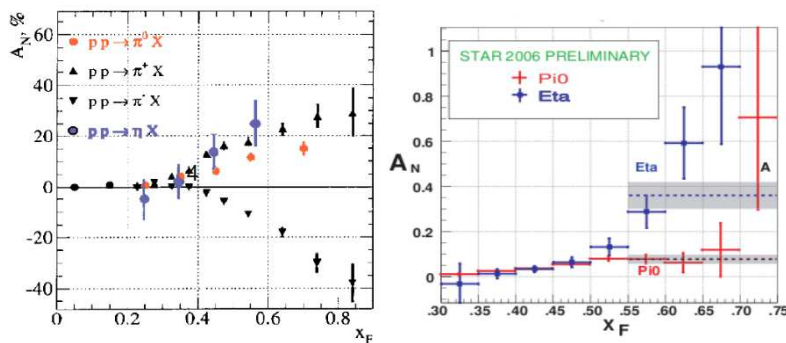 A_N, %
60
40
20
0
-20
-40
p p → π⁰ X
p p → π⁺ X
p p → π⁻ X
p p → η X
4
0 0.2 0.4 0.6 0.8
x_F
STAR 2006 PRELIMINARY
Pi0
Eta
1
0.8
0.6
0.4
0.2
0
A_N
Eta
A
Pi0
.30 .35 .40 .45 .50 .55 .60 .65 .70 .75
x_F